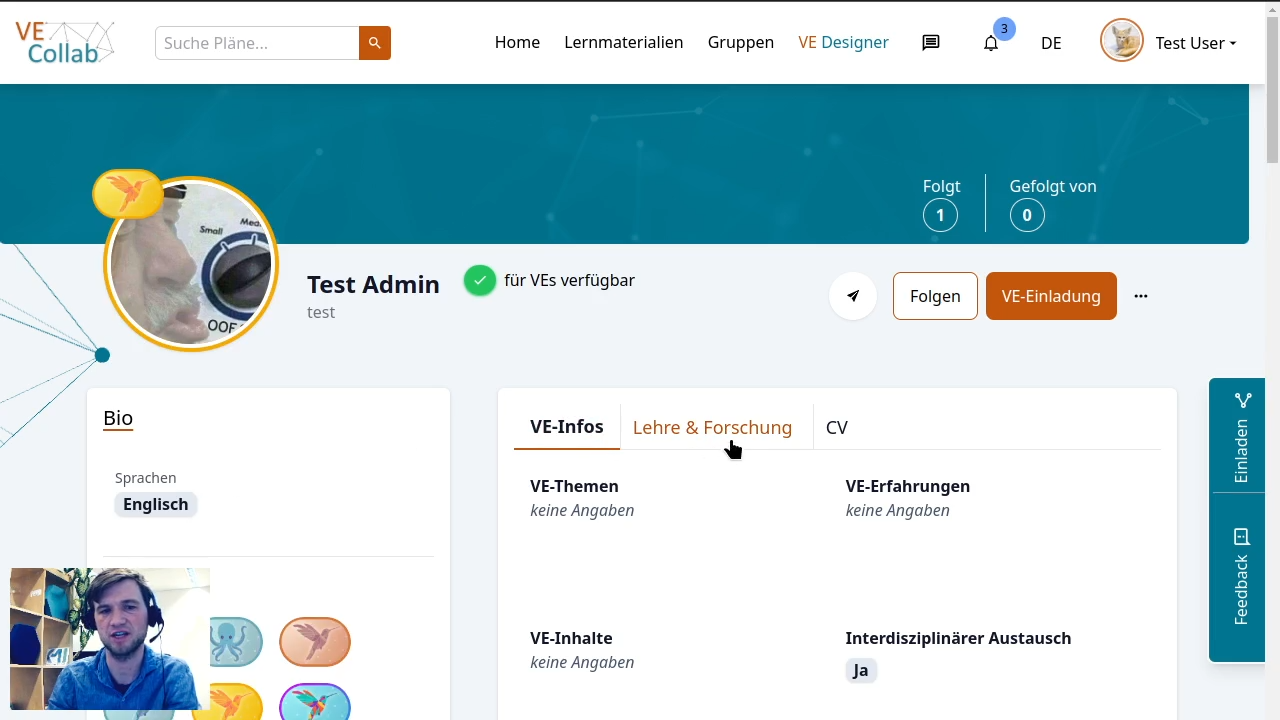 VE
Collab
Suche Pläne...
Home
Lernmaterialien
Gruppen
VE Designer
3
DE
Test User
Folgt
1
Gefolgt von
0
Small
Med
OOF
Test Admin
für VEs verfügbar
test
Folgen
VE-Einladung
Bio
Sprachen
Englisch
VE-Infos
Lehre & Forschung
CV
VE-Themen
keine Angaben
VE-Erfahrungen
keine Angaben
VE-Inhalte
keine Angaben
Interdisziplinärer Austausch
Ja
Einladen
Feedback